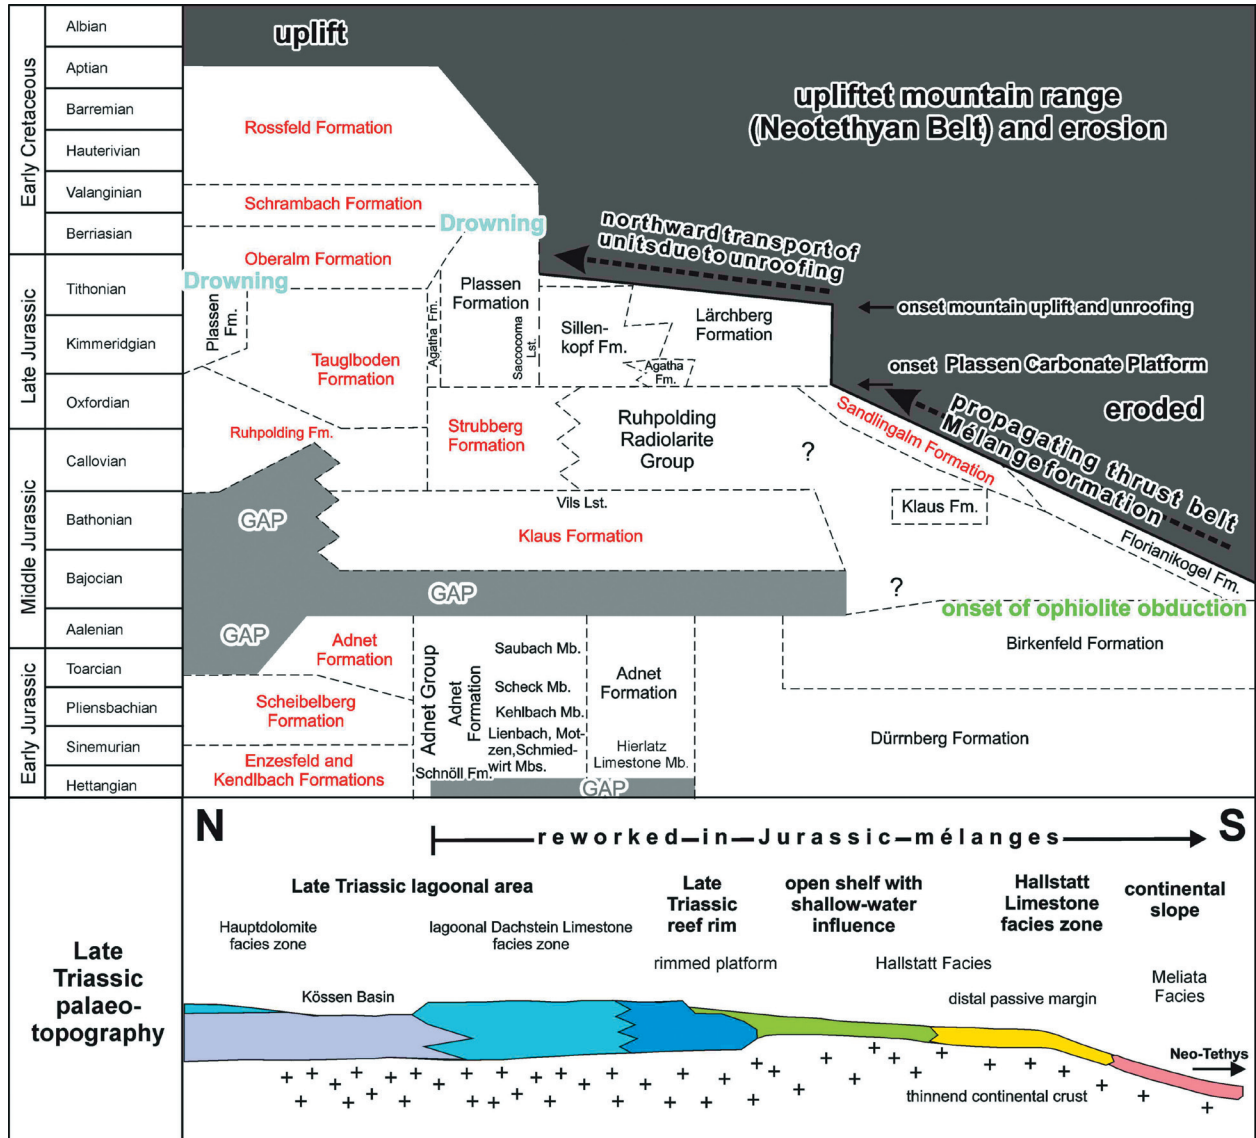 Early Cretaceous
Late Jurassic
Middle Jurassic
Early Jurassic
Albian
Aptian
Barremian
Hauterivian
Valanginian
Berriasian
Tithonian
Kimmeridgian
Oxfordian
Callovian
Bathonian
Bajocian
Aalenian
Toarcian
Pliensbachian
Sinemurian
Hettangian
uplift
upliftet mountain range
(Neotethyan Belt) and erosion
Rossfeld Formation
Schrambach Formation
Drowning
northward transport of
units due to unroofing
Oberalm Formation
Drowning
Plassen
Fm.
Tauglboden
Formation
Agatha Fm.
Plassen
Formation
Saccocoma
Lst.
Sillen-
kopf Fm.
Lärchberg
Formation
Agatha
Fm.
onset mountain uplift and unroofing
onset Plassen Carbonate Platform
eroded
propagating thrust belt
Mélange formation
Ruhpolding Fm.
Strubberg
Formation
Ruhpolding
Radiolarite
Group
?
Sandlingalm Formation
GAP
Vils Lst.
Klaus Formation
Klaus Fm.
Florianikogel Fm.
GAP
?
onset of ophiolite obduction
GAP
Adnet
Formation
Birkenfeld Formation
Scheibelberg
Formation
Enzesfeld and
Kendlbach Formations
Adnet Group
Adnet
Formation
Schnöll Fm.
Saubach Mb.
Scheck Mb.
Kehlbach Mb.
Lienbach, Mot-
zen,Schmied-
wirt Mbs.
Adnet
Formation
Hierlatz
Limestone Mb.
GAP
Dürrnberg Formation
N
S
reworked in Jurassic mélanges
Late Triassic lagoonal area
Late
Triassic
reef rim
open shelf with
shallow-water
influence
Hallstatt
Limestone
facies zone
continental
slope
Hauptdolomite
facies zone
lagoonal Dachstein Limestone
facies zone
rimmed platform
Hallstatt Facies
Meliata
Facies
Late
Triassic
palaeo-
topography
Kössen Basin
distal passive margin
Neo-Tethys
thinnend continental crust